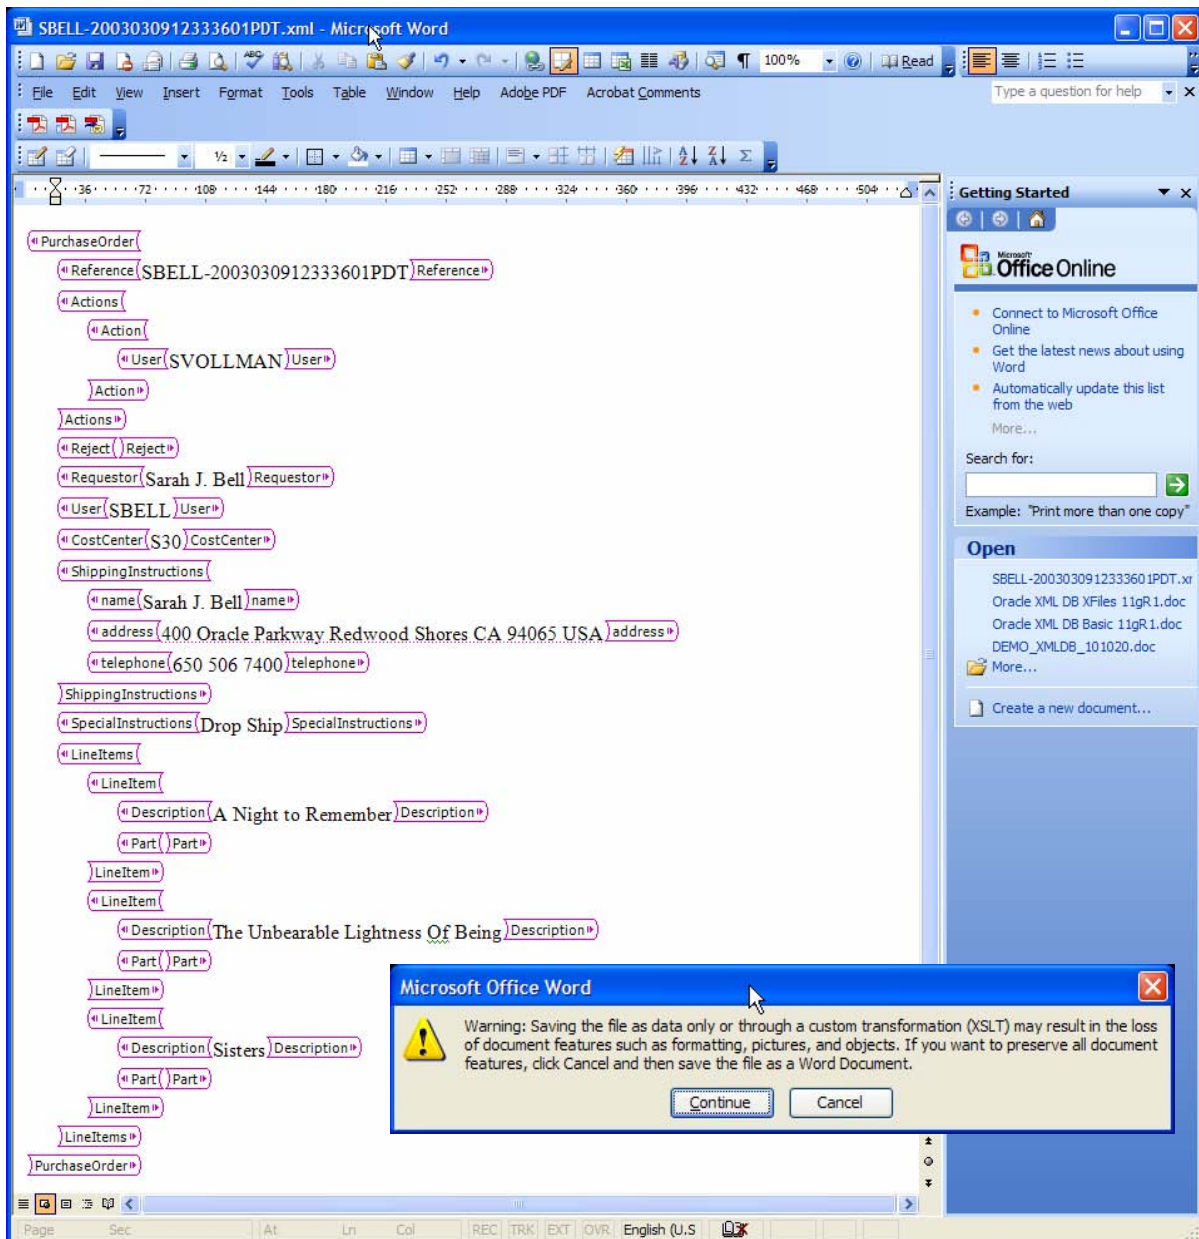 SBELL-2003030912333601PDT.xml - Microsoft Word
100% Read
File Edit View Insert Format Tools Table Window Help Adobe PDF Acrobat Comments Type a question for help
½
36 72 108 144 180 216 252 288 324 360 396 432 468 504
PurchaseOrder
Reference SBELL-2003030912333601PDT Reference
Actions
Action
User SVOLLMAN User
Action
Actions
Reject Reject
Requestor Sarah J. Bell Requestor
User SBELL User
CostCenter S30 CostCenter
ShippingInstructions
name Sarah J. Bell name
address 400 Oracle Parkway Redwood Shores CA 94065 USA address
telephone 650 506 7400 telephone
ShippingInstructions
SpecialInstructions Drop Ship SpecialInstructions
LineItems
LineItem
Description A Night to Remember Description
Part Part
LineItem
LineItem
Description The Unbearable Lightness Of Being Description
Part Part
LineItem
LineItem
Description Sisters Description
Part Part
LineItem
LineItems
PurchaseOrder
Getting Started
Microsoft
Office Online
Connect to Microsoft Office
Online
Get the latest news about using
Word
Automatically update this list
from the web
More...
Search for:
Example: "Print more than one copy"
Open
SBELL-2003030912333601PDT.xr
Oracle XML DB XFiles 11gR1.doc
Oracle XML DB Basic 11gR1.doc
DEMO_XMLDB_101020.doc
More...
Create a new document...
Microsoft Office Word
Warning: Saving the file as data only or through a custom transformation (XSLT) may result in the loss
of document features such as formatting, pictures, and objects. If you want to preserve all document
features, click Cancel and then save the file as a Word Document.
Continue Cancel
Page Sec At Ln Col REC TRK EXT OVR English (U.S